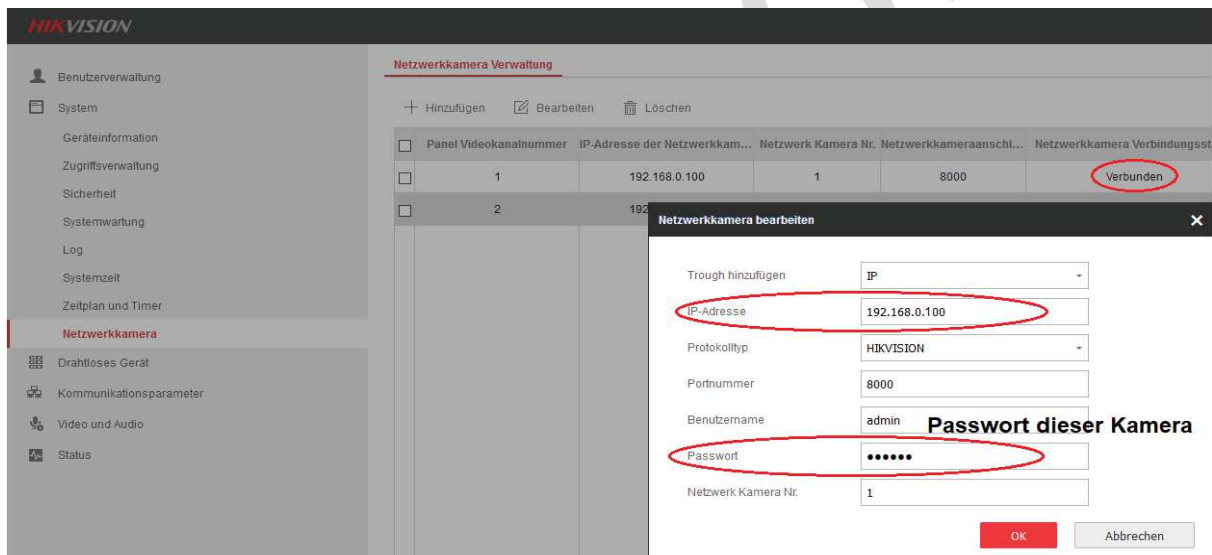 HIKVISION
Benutzerverwaltung
System
Geräteinformation
Zugriffsverwaltung
Sicherheit
Systemwartung
Log
Systemzeit
Zeitplan und Timer
Netzwerkkamera
Drahtloses Gerät
Kommunikationsparameter
Video und Audio
Status
Netzwerkkamera Verwaltung
Hinzufügen Bearbeiten Löschen
Panel Videokanalnummer IP-Adresse der Netzwerkkam... Netzwerk Kamera Nr. Netzwerkkameraanschl... Netzwerkkamera Verbindungsst
1 192.168.0.100 1 8000 Verbunden
2 192
Netzwerkkamera bearbeiten
Trough hinzufügen IP
IP-Adresse 192.168.0.100
Protokolltyp HIKVISION
Portnummer 8000
Benutzername admin
Passwort dieser Kamera
Passwort ••••••
Netzwerk Kamera Nr. 1
OK Abbrechen